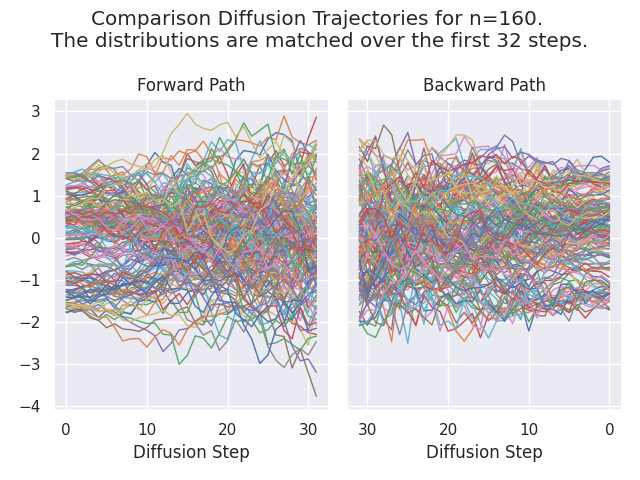 Comparison Diffusion Trajectories for n=160.
The distributions are matched over the first 32 steps.
Forward Path
Backward Path
3
2
1
0
−1
−2
−3
−4
0 10 20 30
30 20 10 0
Diffusion Step
Diffusion Step